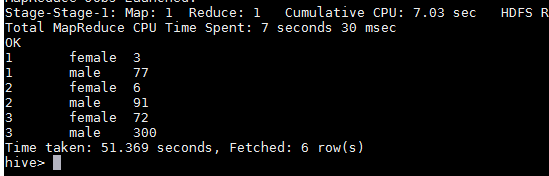 MapReduce Jobs Launched:
Stage-Stage-1: Map: 1 Reduce: 1 Cumulative CPU: 7.03 sec HDFS R
Total MapReduce CPU Time Spent: 7 seconds 30 msec
OK
1 female 3
1 male 77
2 female 6
2 male 91
3 female 72
3 male 300
Time taken: 51.369 seconds, Fetched: 6 row(s)
hive>